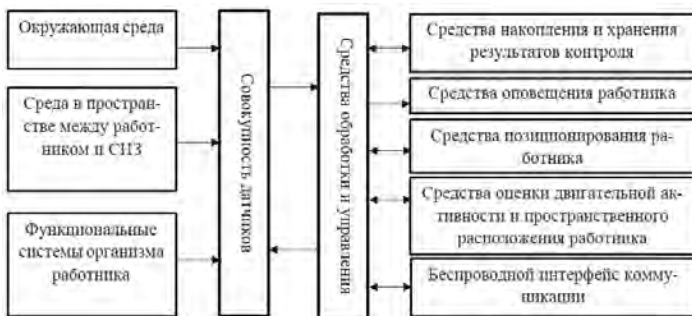 Окружающая среда
Среда в простран-
стве между работ-
ником и СИЗ
Функциональные
системы организма
работника
Совокупность датчиков
Средства обработки и управления
Средства накопления и хранения
результатов контроля
Средства оповещения работника
Средства позиционирования ра-
ботника
Средства оценки двигательной ак-
тивности и пространственного
расположения работника
Беспроводной интерфейс комму-
никации